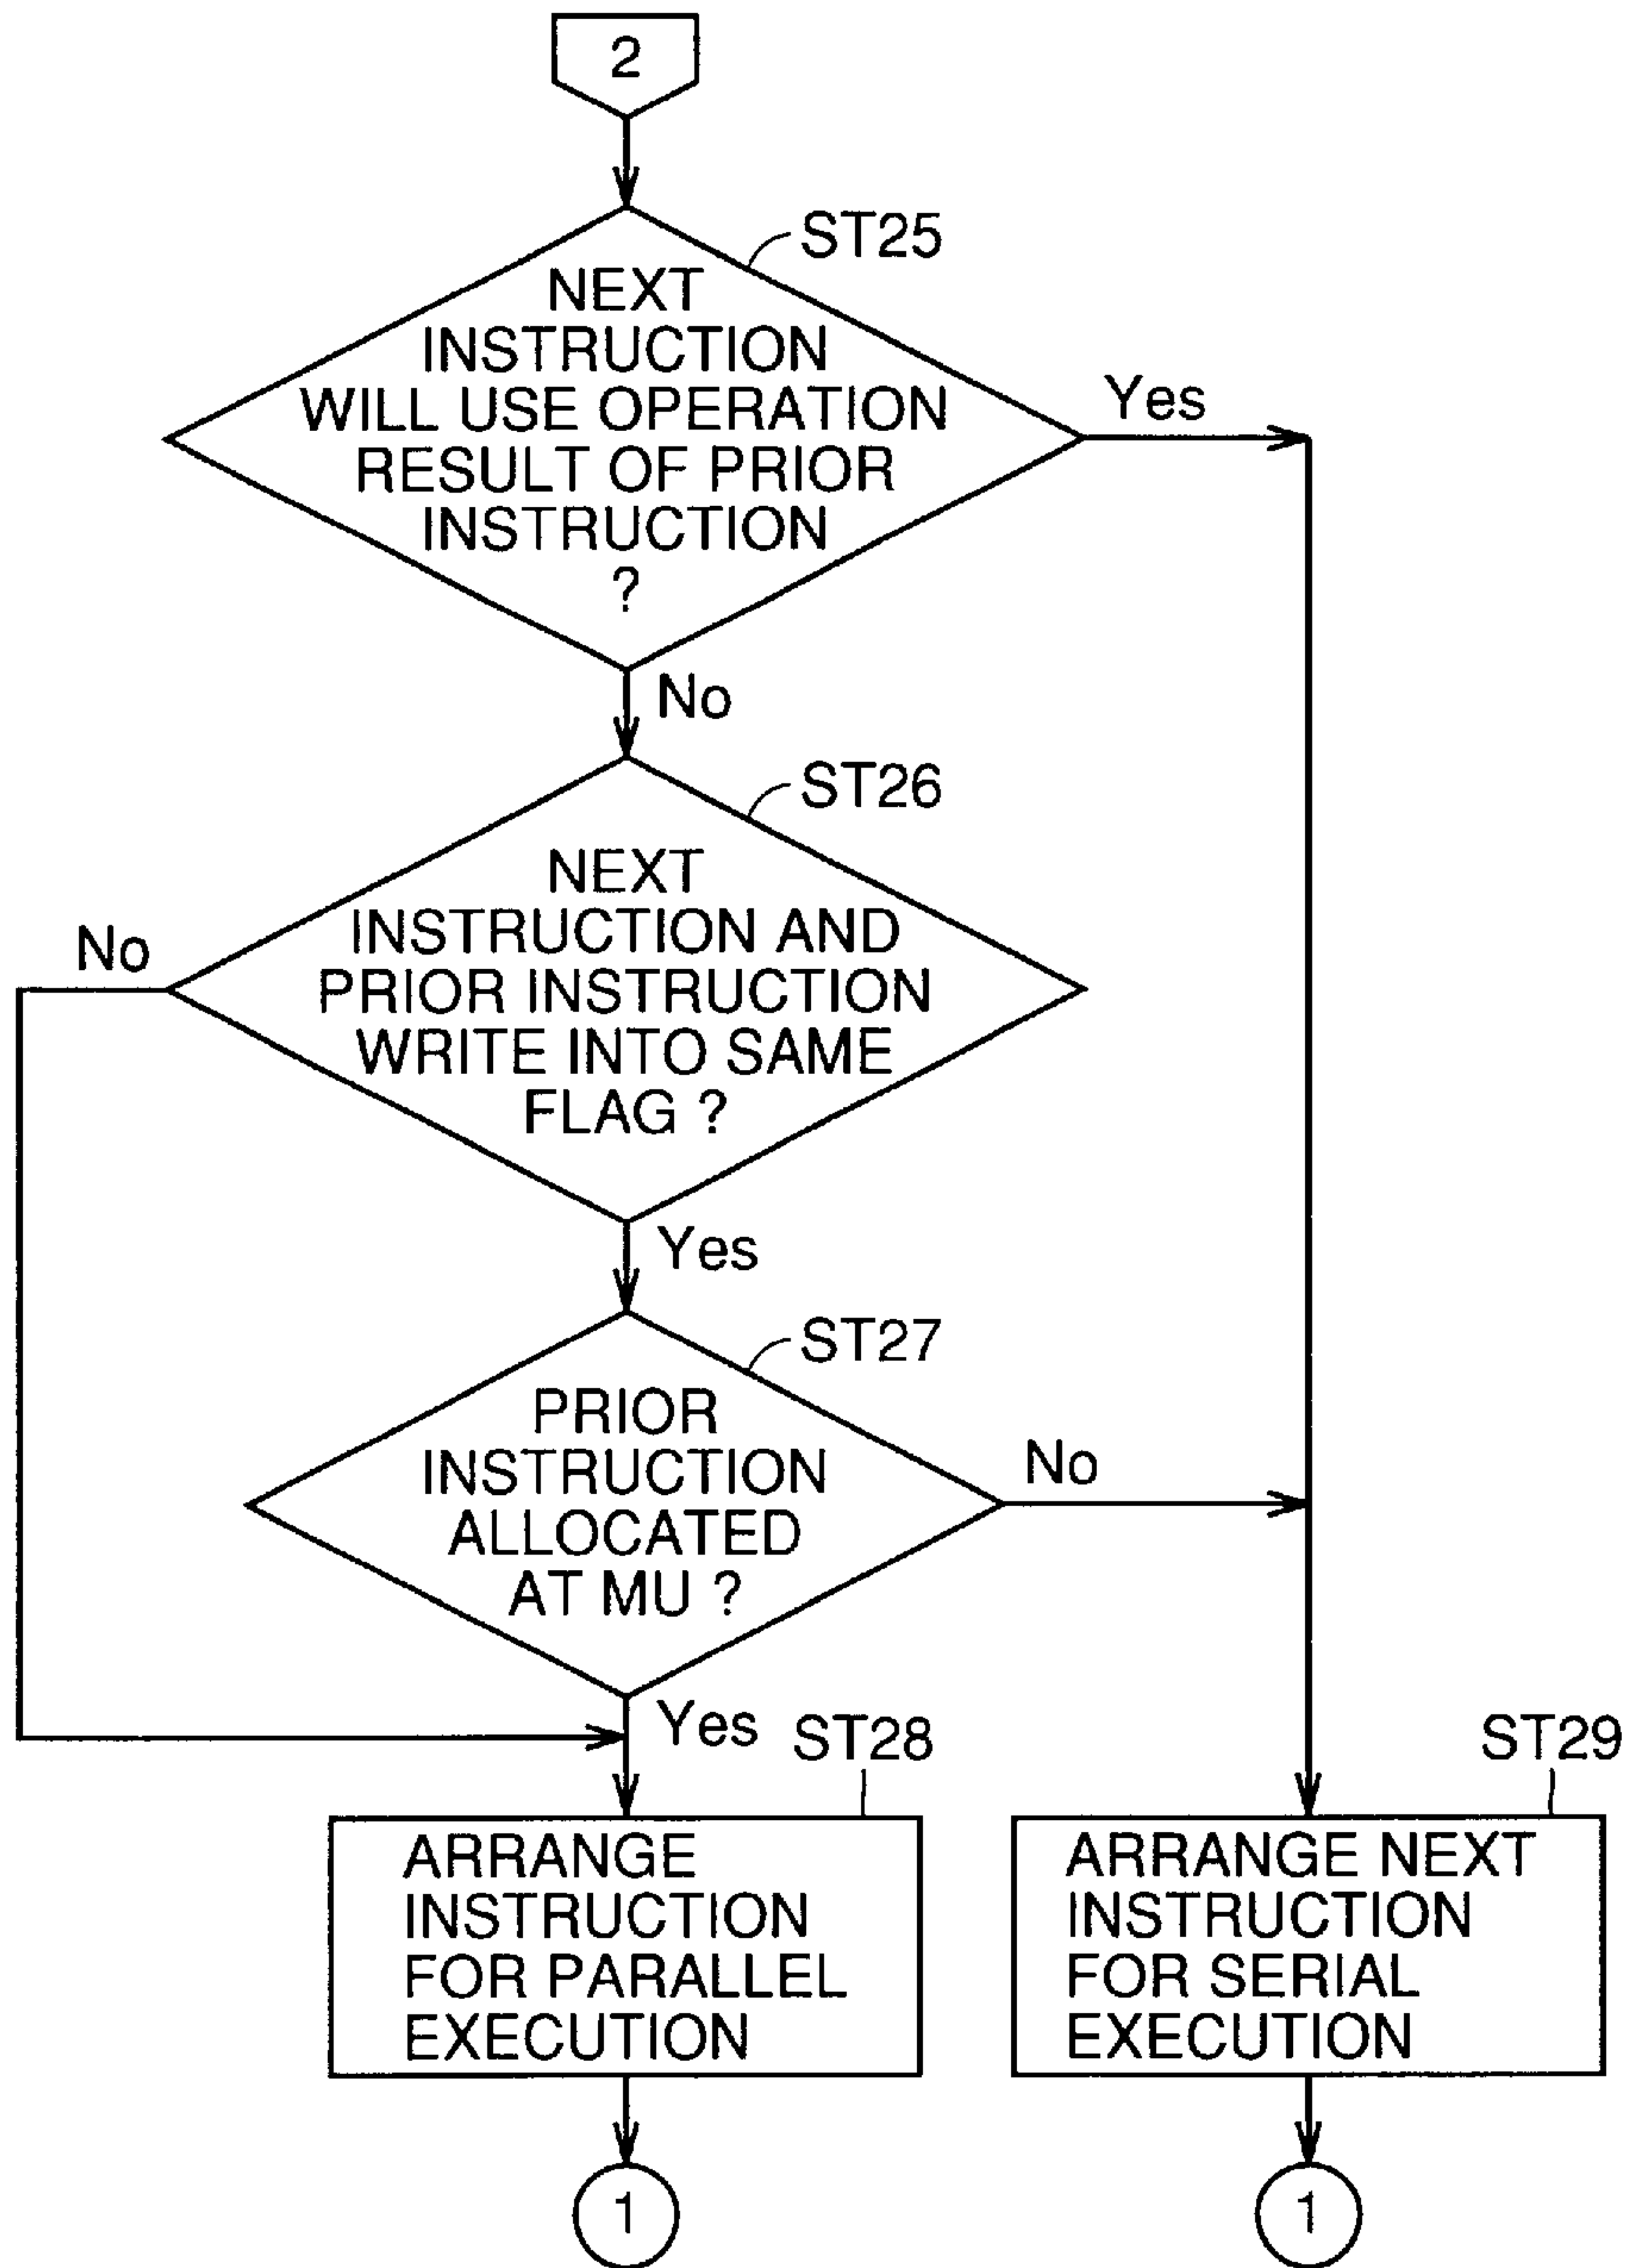 2
ST25
NEXT
INSTRUCTION
WILL USE OPERATION
RESULT OF PRIOR
INSTRUCTION
?
Yes
No
ST26
NEXT
INSTRUCTION AND
PRIOR INSTRUCTION
WRITE INTO SAME
FLAG ?
No
Yes
ST27
PRIOR
INSTRUCTION
ALLOCATED
AT MU ?
No
Yes
ST28
ARRANGE
INSTRUCTION
FOR PARALLEL
EXECUTION
ST29
ARRANGE NEXT
INSTRUCTION
FOR SERIAL
EXECUTION
1
1